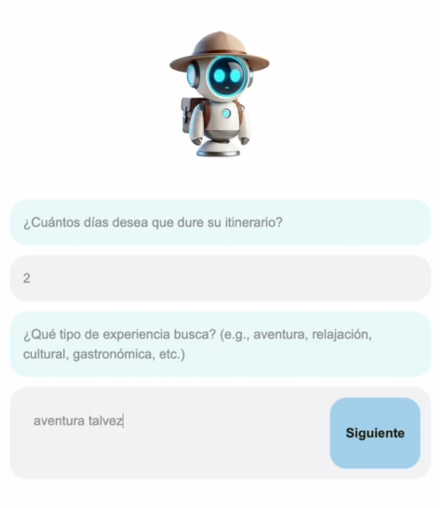 ¿Cuántos días desea que dure su itinerario?
2
¿Qué tipo de experiencia busca? (e.g., aventura, relajación,
cultural, gastronómica, etc.)
aventura talvez
Siguiente